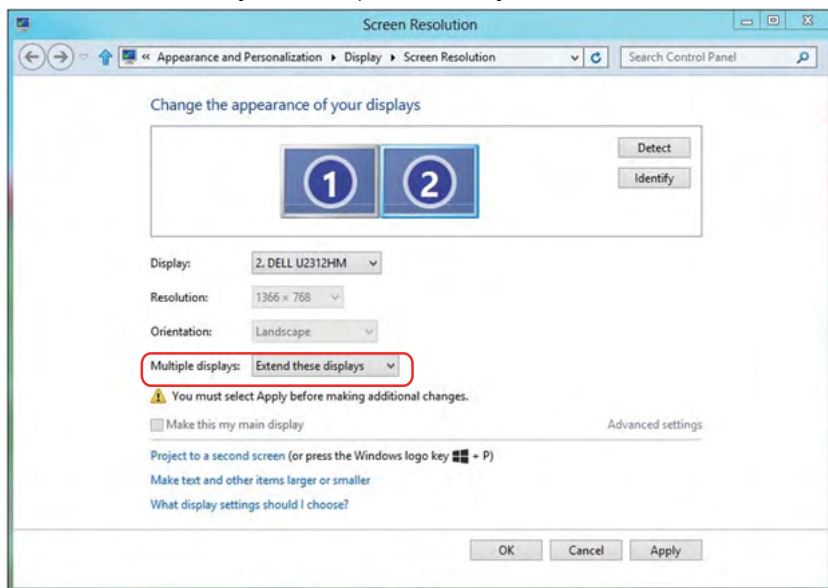 Screen Resolution
« Appearance and Personalization ▸ Display ▸ Screen Resolution
Search Control Panel
Change the appearance of your displays
1
2
Detect
Identify
Display: 2. DELL U2312HM
Resolution: 1366 × 768
Orientation: Landscape
Multiple displays: Extend these displays
You must select Apply before making additional changes.
Make this my main display
Advanced settings
Project to a second screen (or press the Windows logo key + P)
Make text and other items larger or smaller
What display settings should I choose?
OK
Cancel
Apply